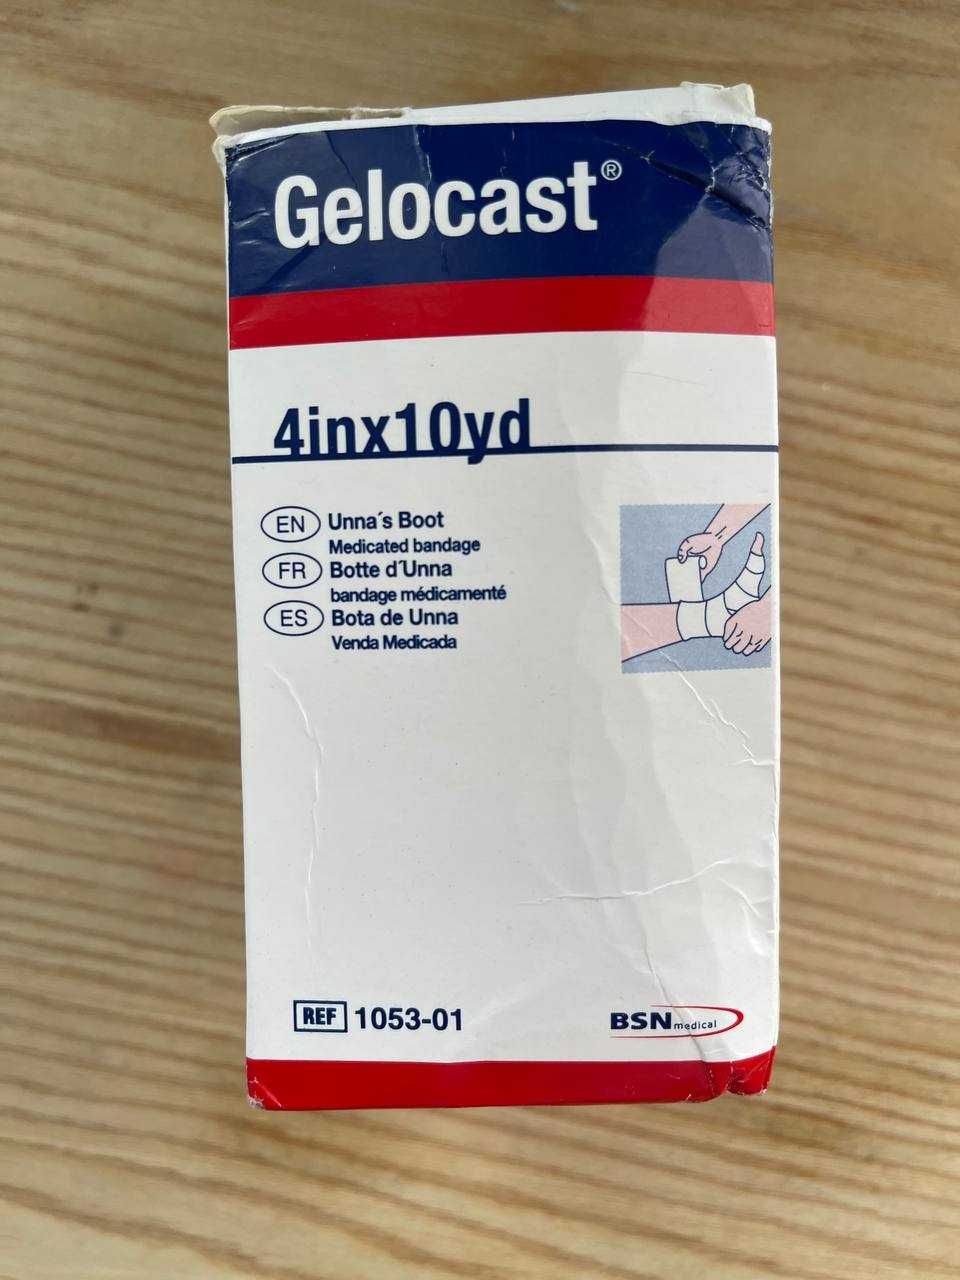 Gelocast®
4inx10yd
EN Unna´s Boot
Medicated bandage
FR Botte d´Unna
bandage médicamenté
ES Bota de Unna
Venda Medicada
REF 1053-01
BSN medical